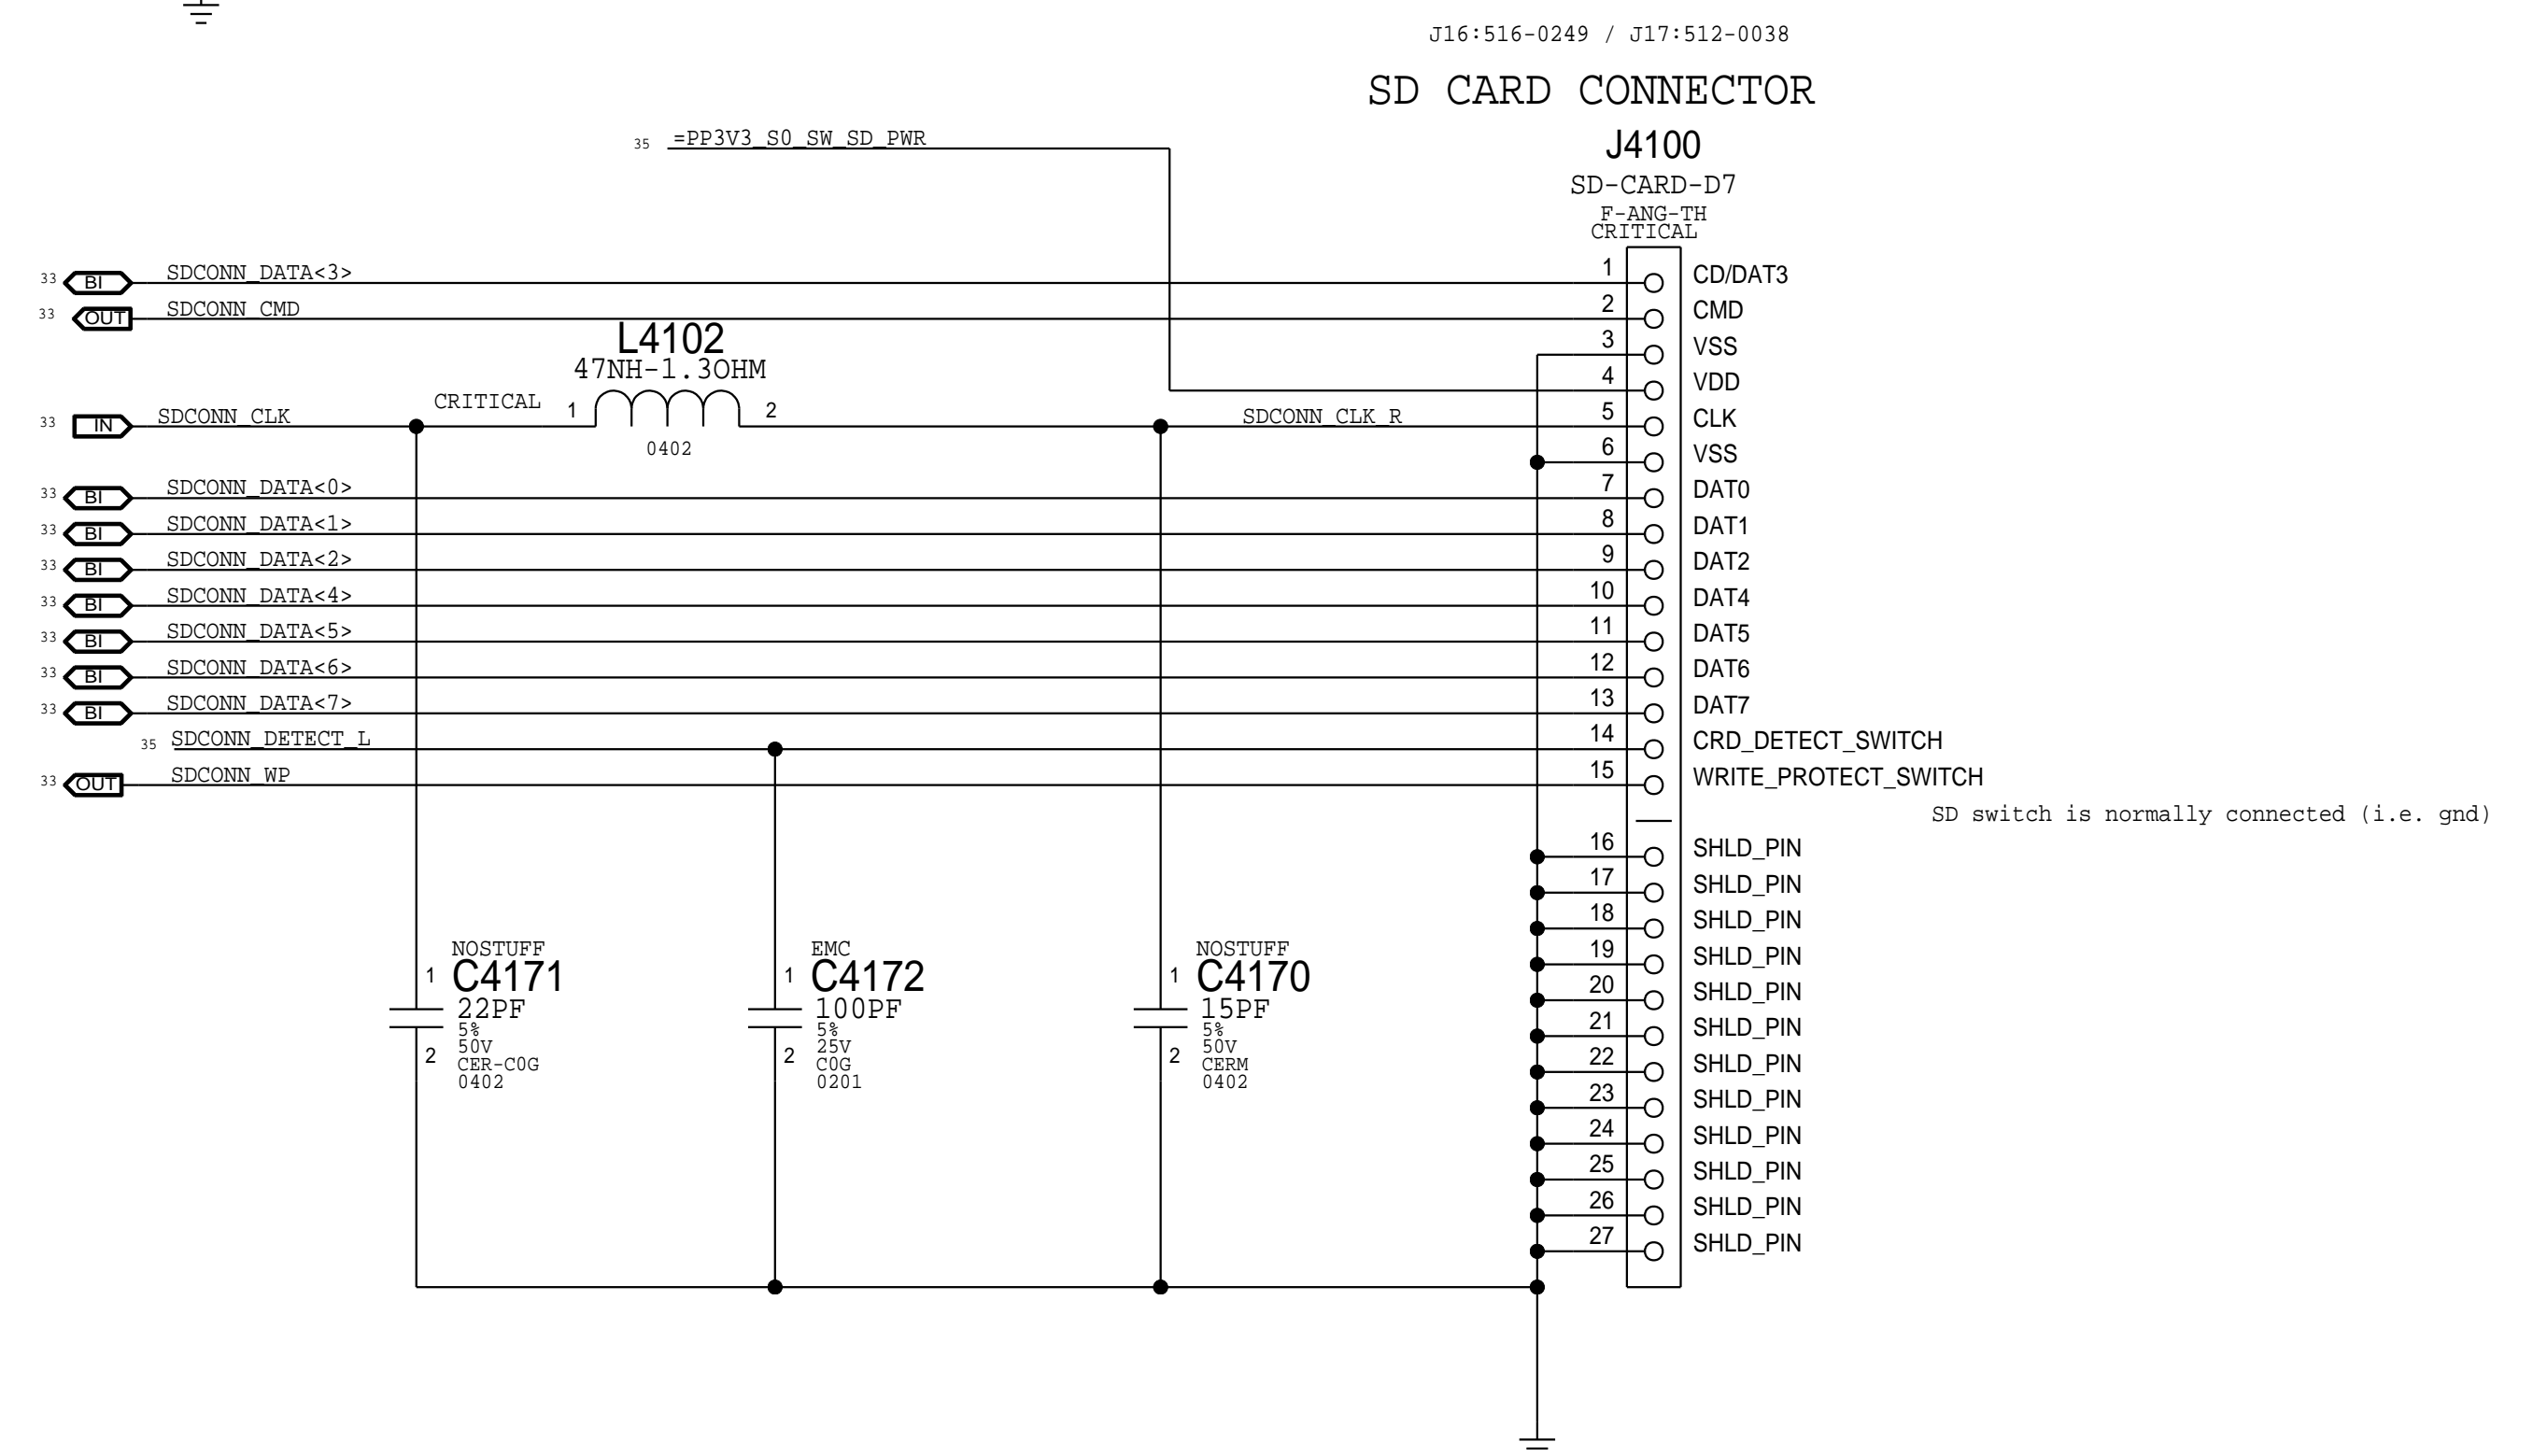 J16:516-0249 / J17:512-0038
SD CARD CONNECTOR
35 =PP3V3_S0_SW_SD_PWR
J4100
SD-CARD-D7
F-ANG-TH
CRITICAL
33 BI SDCONN_DATA<3> 1 CD/DAT3
33 OUT SDCONN_CMD 2 CMD
L4102
47NH-1.3OHM
3 VSS
4 VDD
33 IN SDCONN_CLK CRITICAL 1 2 SDCONN_CLK_R 5 CLK
0402
6 VSS
33 BI SDCONN_DATA<0> 7 DAT0
33 BI SDCONN_DATA<1> 8 DAT1
33 BI SDCONN_DATA<2> 9 DAT2
33 BI SDCONN_DATA<4> 10 DAT4
33 BI SDCONN_DATA<5> 11 DAT5
33 BI SDCONN_DATA<6> 12 DAT6
33 BI SDCONN_DATA<7> 13 DAT7
35 SDCONN_DETECT_L 14 CRD_DETECT_SWITCH
33 OUT SDCONN_WP 15 WRITE_PROTECT_SWITCH
SD switch is normally connected (i.e. gnd)
16 SHLD_PIN
17 SHLD_PIN
18 SHLD_PIN
19 SHLD_PIN
20 SHLD_PIN
21 SHLD_PIN
22 SHLD_PIN
23 SHLD_PIN
24 SHLD_PIN
25 SHLD_PIN
26 SHLD_PIN
27 SHLD_PIN
NOSTUFF
1 C4171
22PF
5%
50V
2 CER-C0G
0402
EMC
1 C4172
100PF
5%
25V
2 C0G
0201
NOSTUFF
1 C4170
15PF
5%
50V
2 CERM
0402